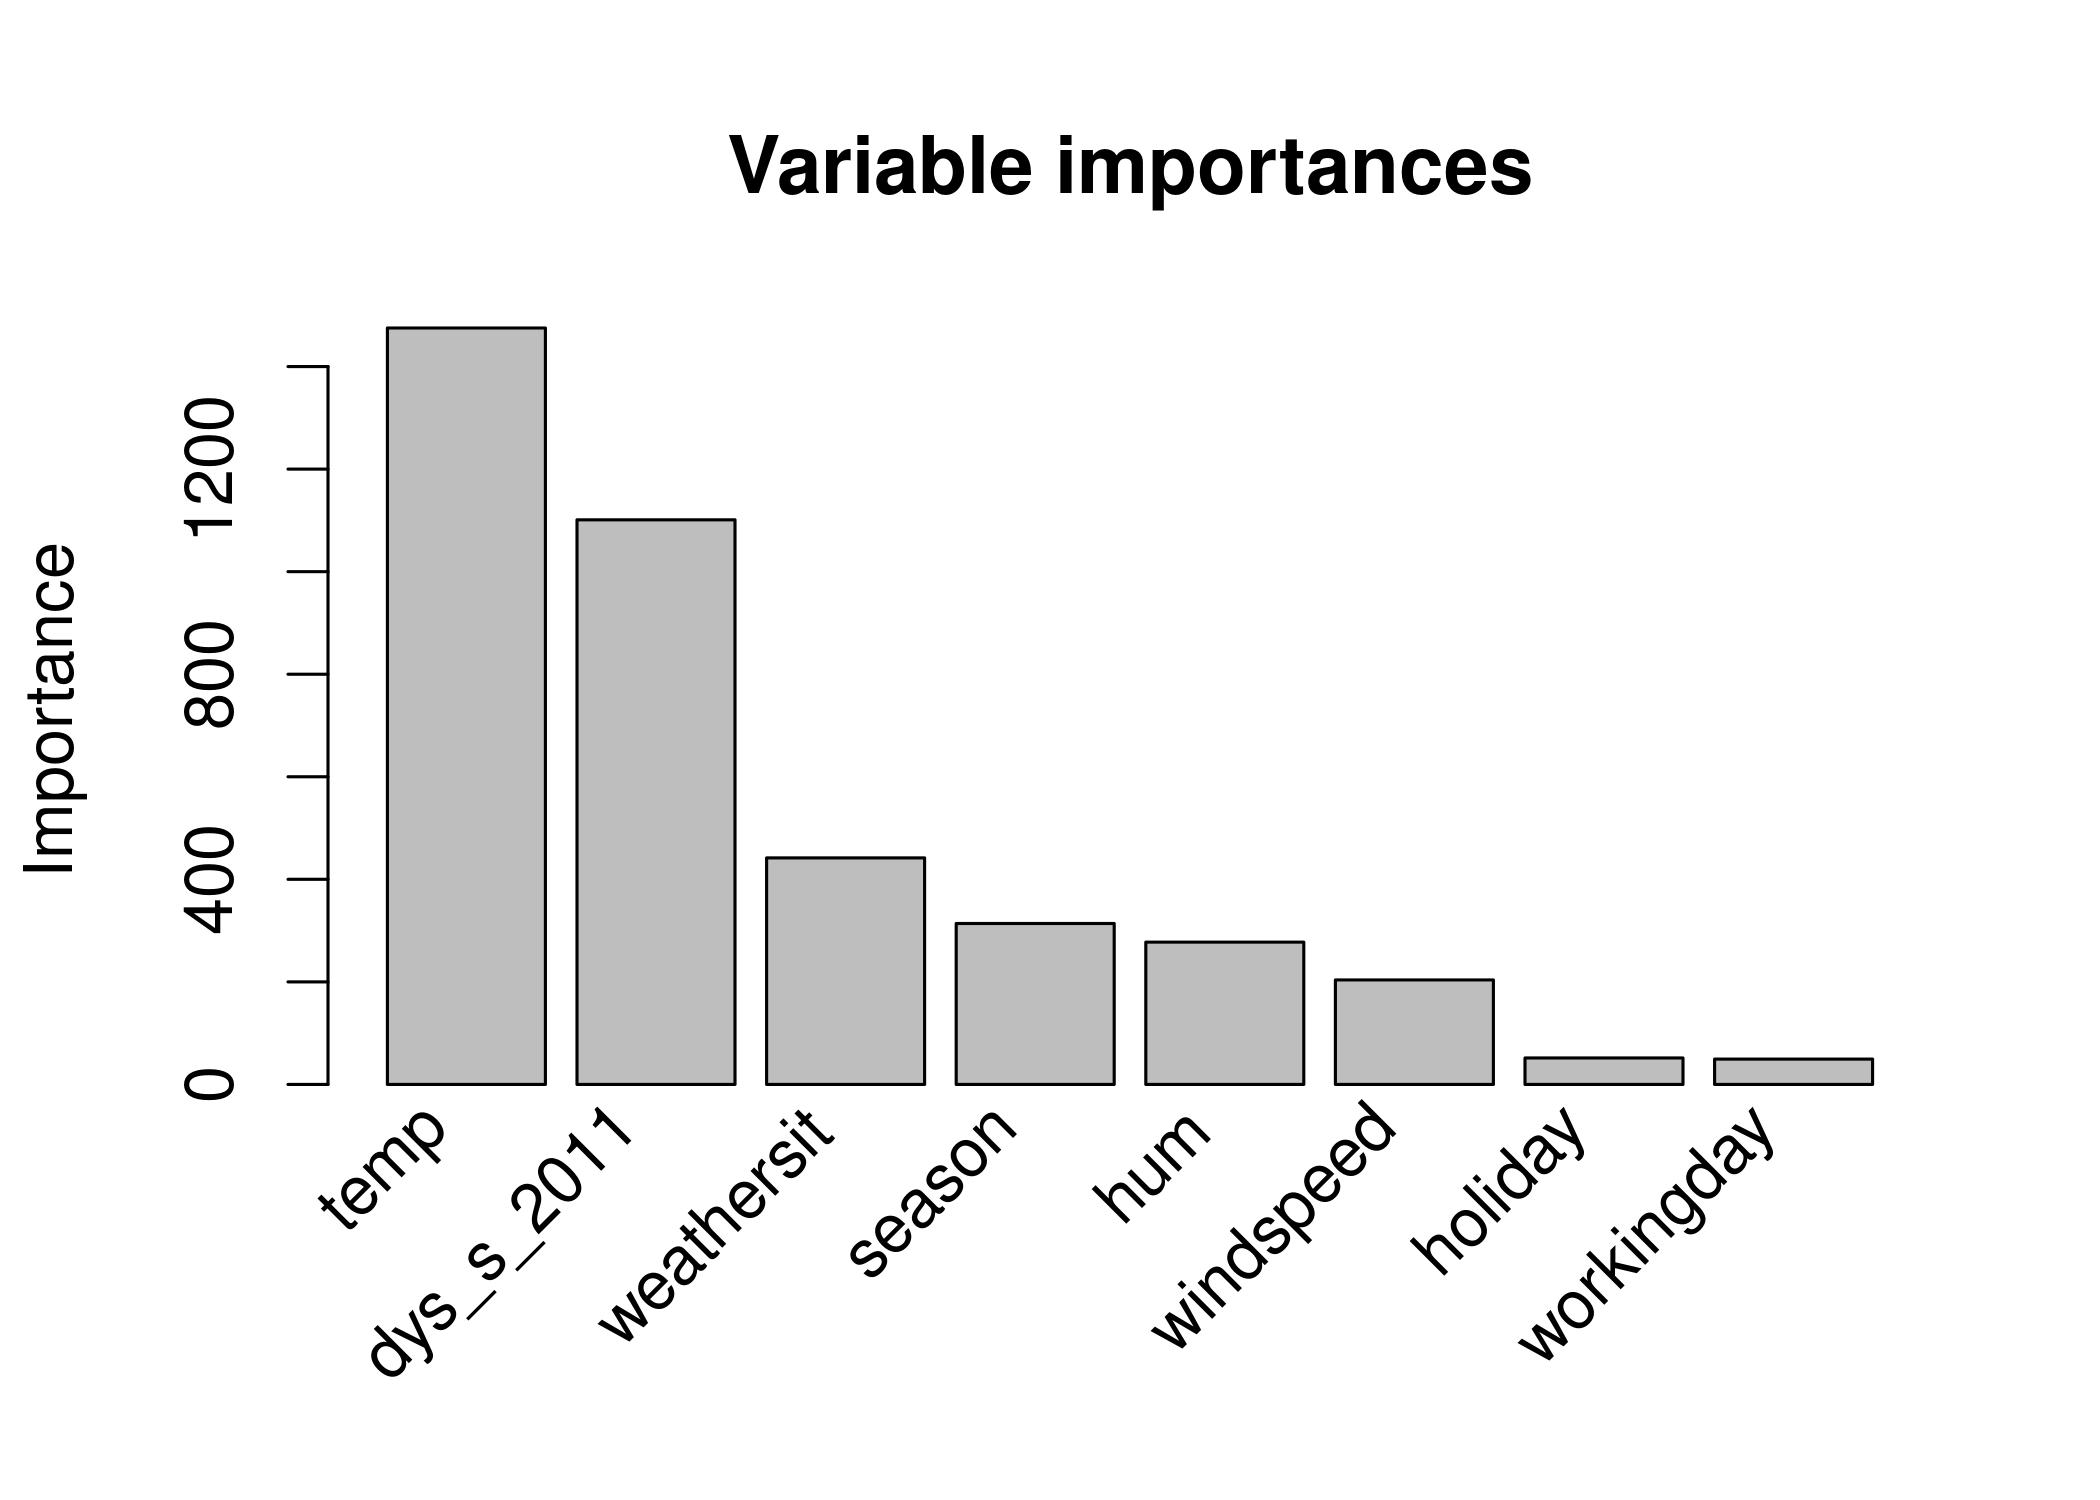 Variable importances
Importance
1200
800
400
0
temp
dys_s_2011
weathersit
season
hum
windspeed
holiday
workingday